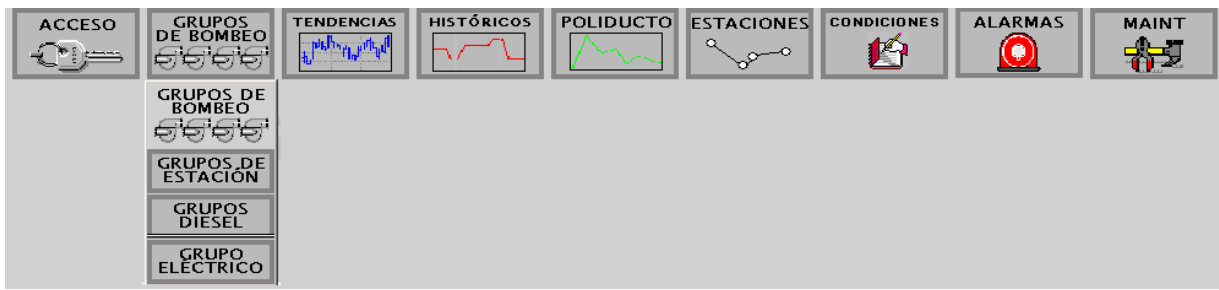 ACCESO
GRUPOS
DE BOMBEO
TENDENCIAS
HISTÓRICOS
POLIDUCTO
ESTACIONES
CONDICIONES
ALARMAS
MAINT
GRUPOS DE
BOMBEO
GRUPOS DE
ESTACIÓN
GRUPOS
DIESEL
GRUPO
ELÉCTRICO